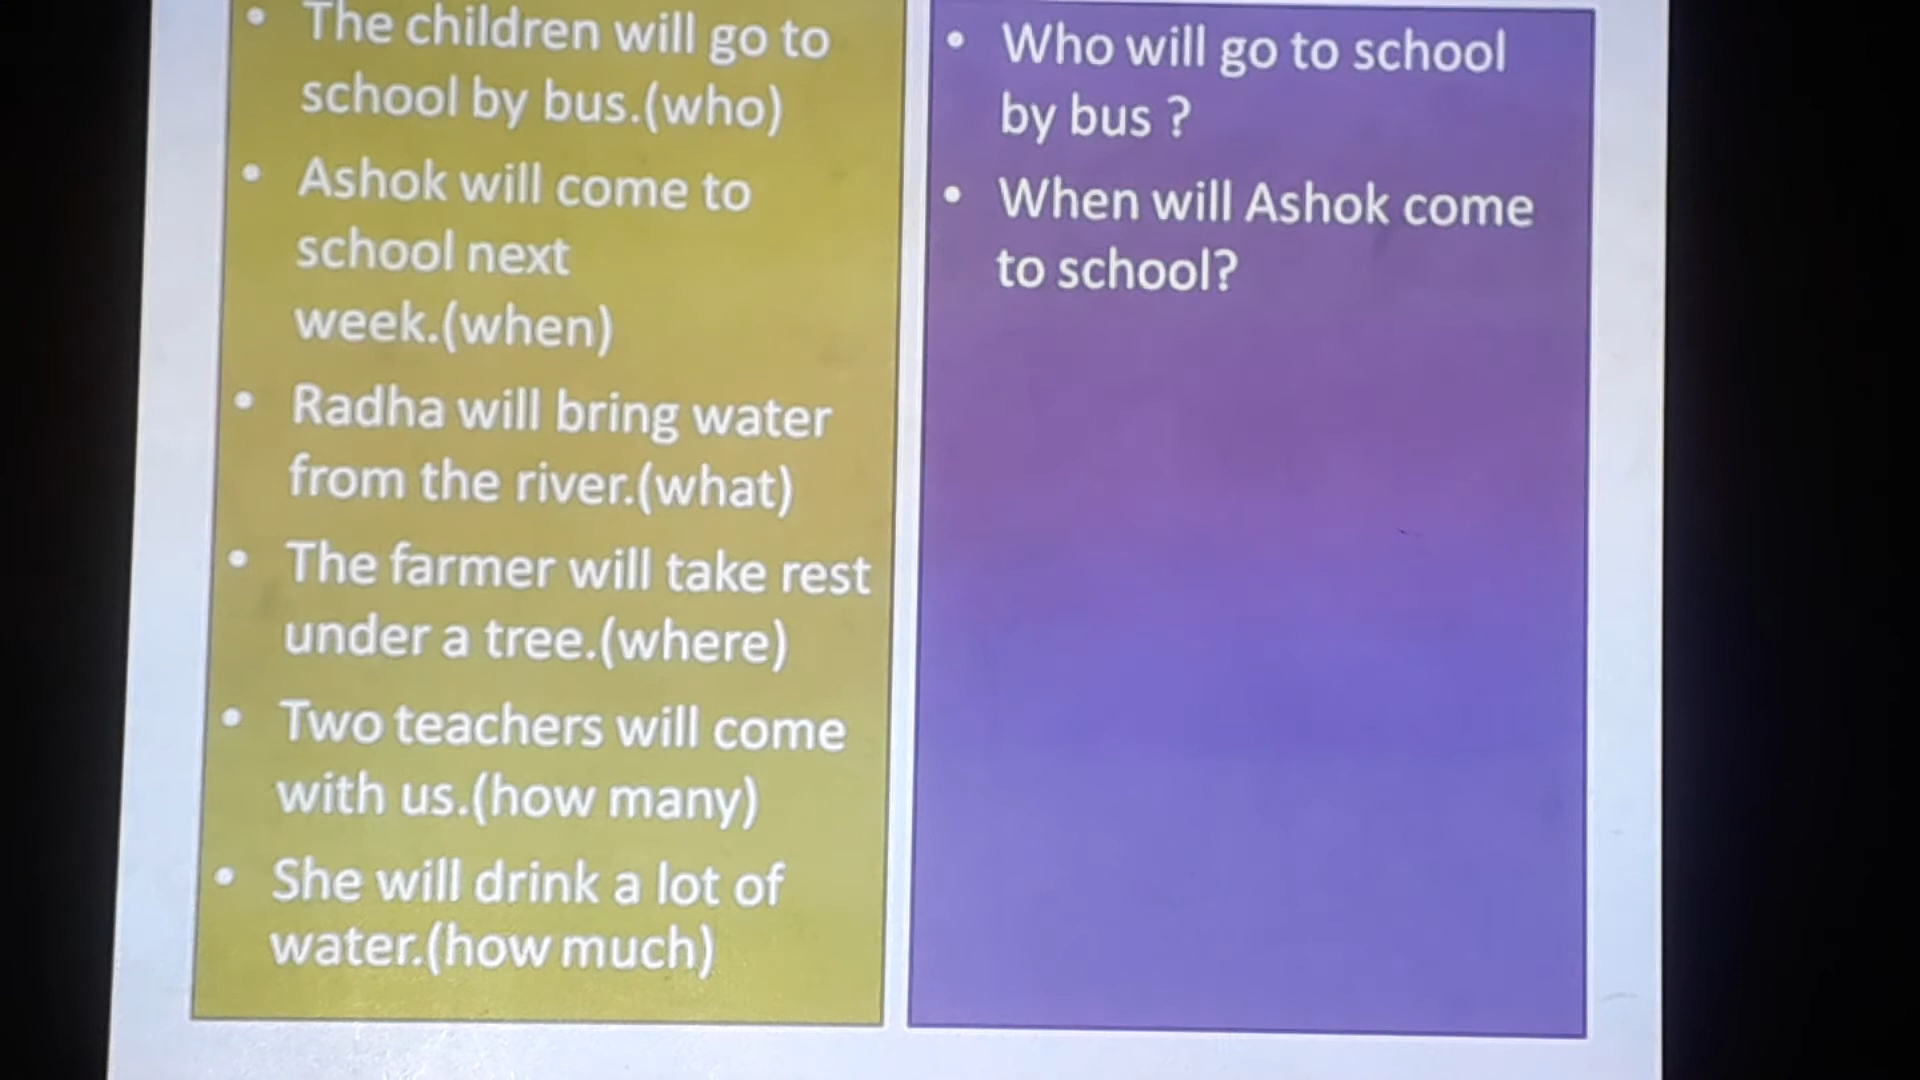 • The children will go to
school by bus.(who)
• Ashok will come to
school next
week.(when)
• Radha will bring water
from the river.(what)
• The farmer will take rest
under a tree.(where)
• Two teachers will come
with us.(how many)
• She will drink a lot of
water.(how much)
• Who will go to school
by bus ?
• When will Ashok come
to school?